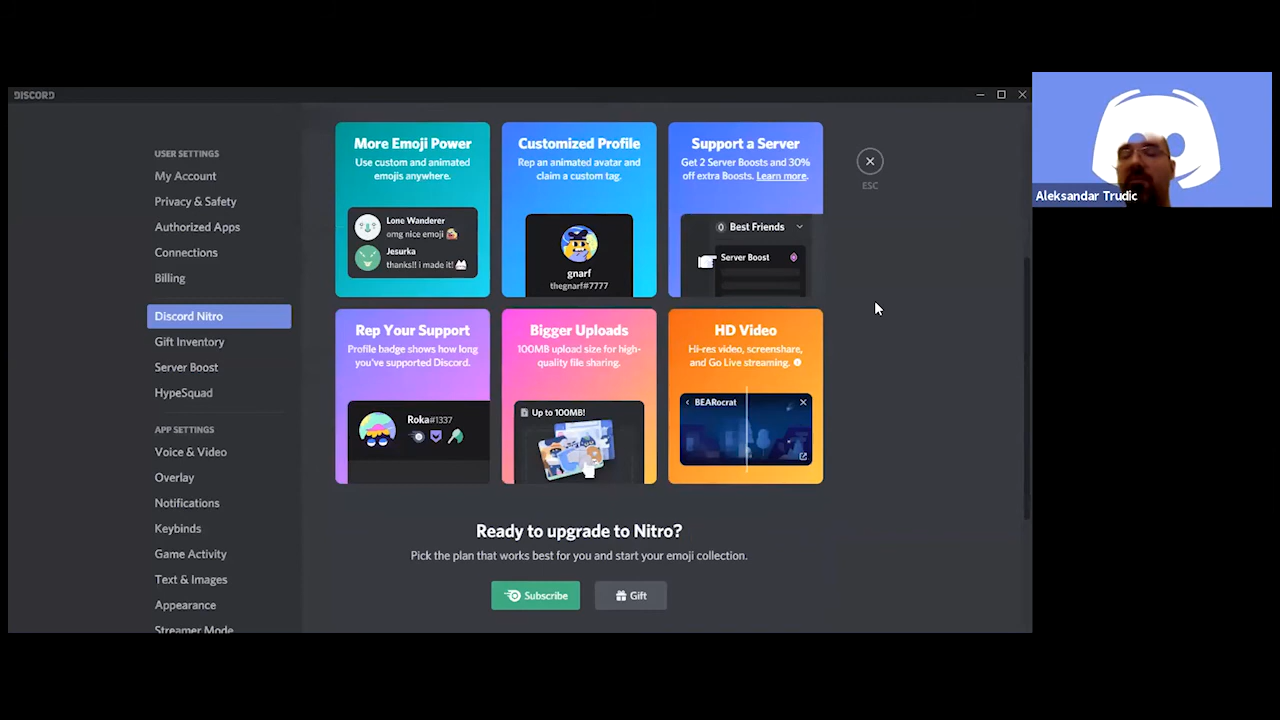 DISCORD
USER SETTINGS
My Account
Privacy & Safety
Authorized Apps
Connections
Billing
Discord Nitro
Gift Inventory
Server Boost
HypeSquad
APP SETTINGS
Voice & Video
Overlay
Notifications
Keybinds
Game Activity
Text & Images
Appearance
Streamer Mode
More Emoji Power
Use custom and animated
emojis anywhere.
Lone Wanderer
omg nice emoji
Jesurka
thanks!! i made it!
Customized Profile
Rep an animated avatar and
claim a custom tag.
gnarf
thegnarf#7777
Support a Server
Get 2 Server Boosts and 30%
off extra Boosts. Learn more.
Best Friends
Server Boost
Rep Your Support
Profile badge shows how long
you've supported Discord.
Roka#1337
Bigger Uploads
100MB upload size for high-
quality file sharing.
Up to 100MB!
HD Video
Hi-res video, screenshare,
and Go Live streaming.
BEARocrat
Ready to upgrade to Nitro?
Pick the plan that works best for you and start your emoji collection.
Subscribe
Gift
ESC
Aleksandar Trudic